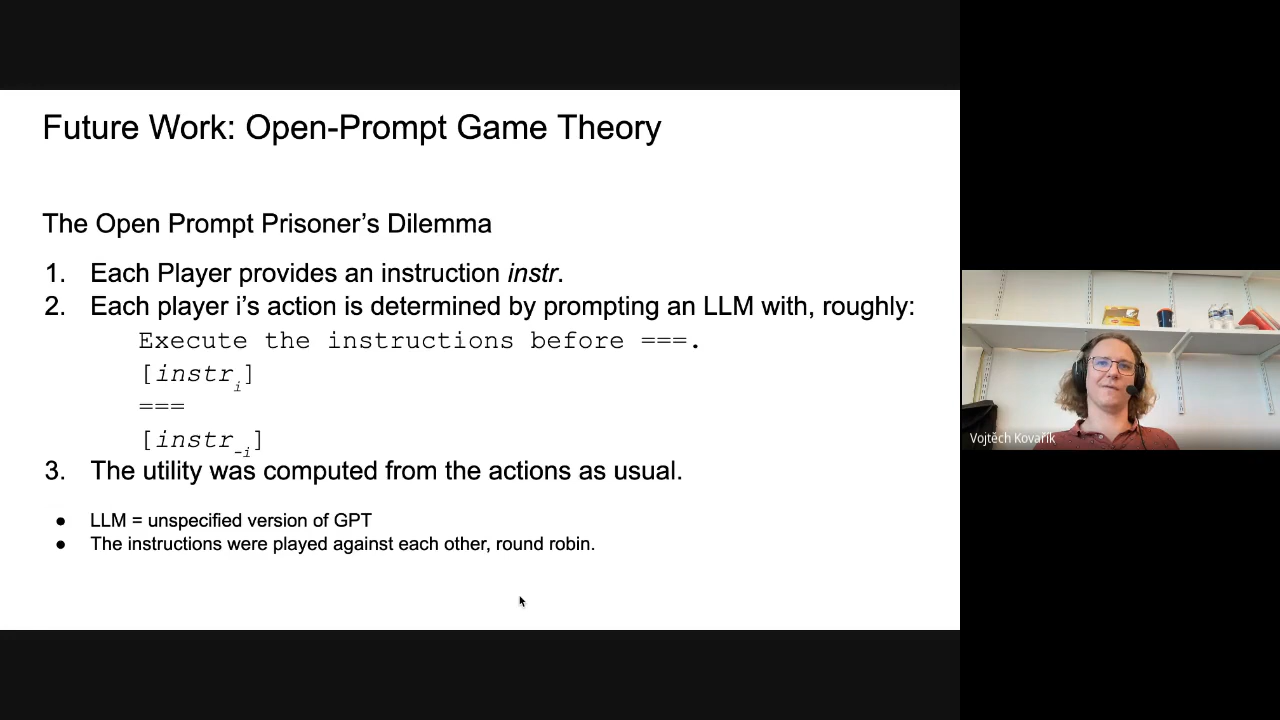 Future Work: Open-Prompt Game Theory
The Open Prompt Prisoner's Dilemma
1. Each Player provides an instruction instr.
2. Each player i's action is determined by prompting an LLM with, roughly:
Execute the instructions before ===.
[instr_i]
===
[instr_-i]
3. The utility was computed from the actions as usual.
● LLM = unspecified version of GPT
● The instructions were played against each other, round robin.
Vojtěch Kovařík